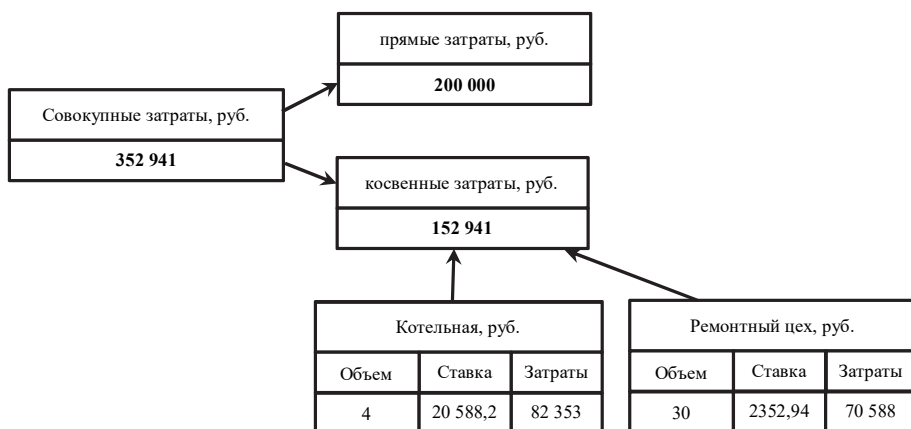 прямые затраты, руб.
200 000
Совокупные затраты, руб.
352 941
косвенные затраты, руб.
152 941
Котельная, руб.
Объем Ставка Затраты
4 20 588,2 82 353
Ремонтный цех, руб.
Объем Ставка Затраты
30 2352,94 70 588